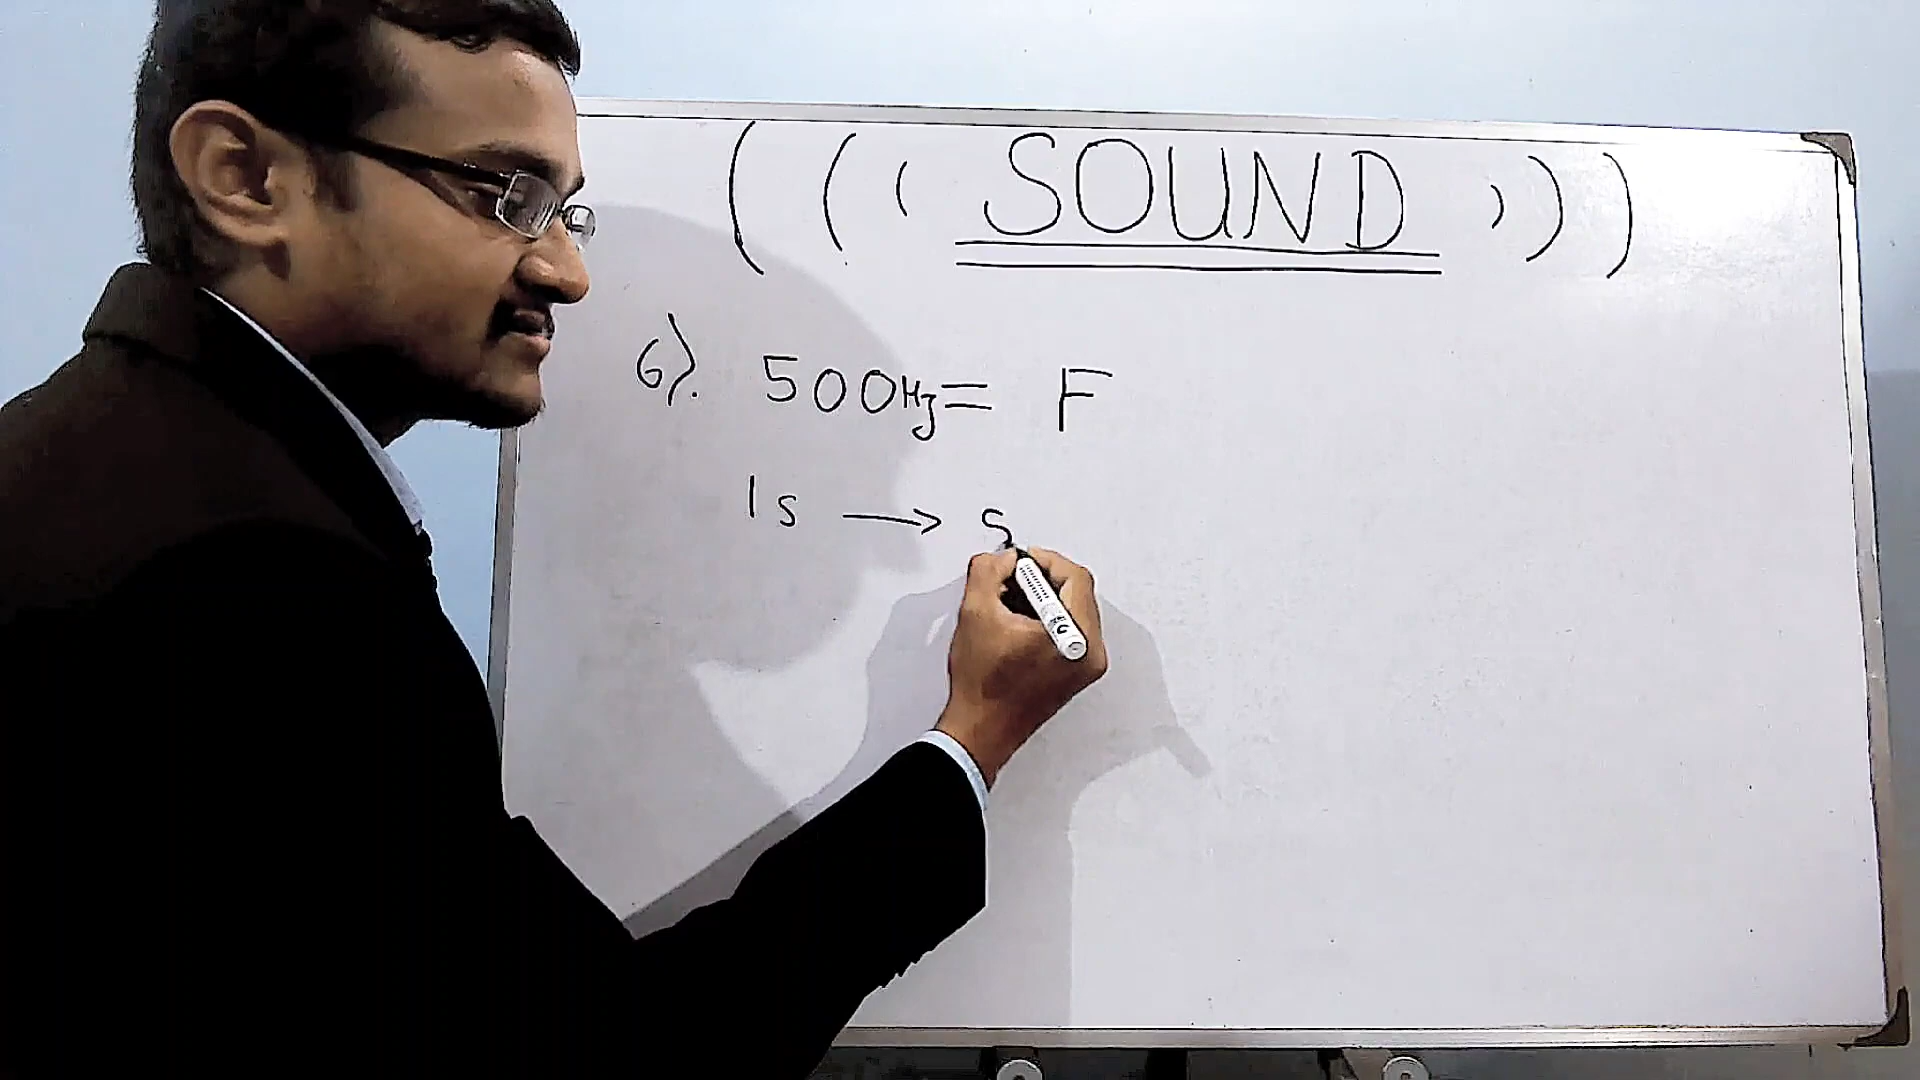 ( ( ( SOUND ) ) )
6). 500Hz = F
1s → 5